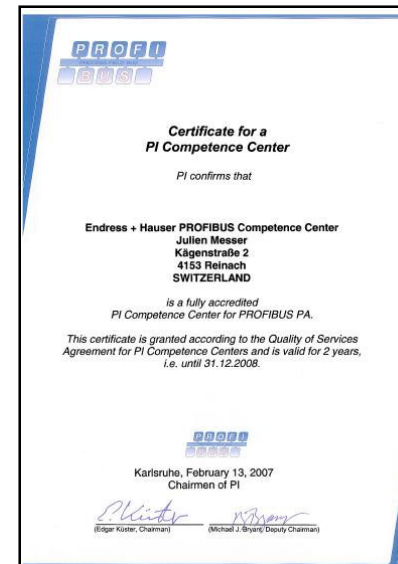 PROFI
BUS
Certificate for a
PI Competence Center
PI confirms that
Endress + Hauser PROFIBUS Competence Center
Julien Messer
Kägenstraße 2
4153 Reinach
SWITZERLAND
is a fully accredited
PI Competence Center for PROFIBUS PA.
This certificate is granted according to the Quality of Services
Agreement for PI Competence Centers and is valid for 2 years,
i.e. until 31.12.2008.
PROFI
BUS
Karlsruhe, February 13, 2007
Chairmen of PI
E. Küster
(Edgar Küster, Chairman) (Michael J. Bryant, Deputy Chairman)